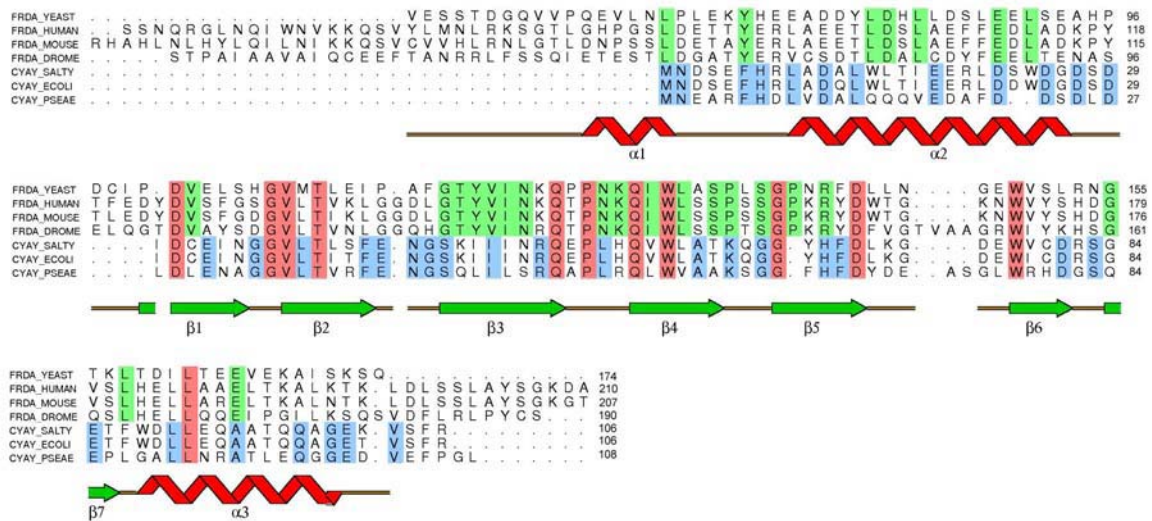 FRDA_YEAST . . . . . . . . . . . . . . . . . . . . V E S S T D G Q V V P Q E V L N L P L E K Y H E E A D D Y L D H L L D S L E E L S E A H P 96
FRDA_HUMAN . . S S N Q R G L N Q I W N V K K Q S V Y L M N L R K S G T L G H P G S L D E T T Y E R L A E E T L D S L A E F F E D L A D K P Y 118
FRDA_MOUSE R H A H L N L H Y L Q I L N I K K Q S V C V V H L R N L G T L D N P S S L D E T A Y E R L A E E T L D S L A E F F E D L A D K P Y 115
FRDA_DROME . . . . . S T P A I A A V A I Q C E E F T A N R R L F S S Q I E T E S T L D G A T Y E R V C S D T L D A L C D Y F E E L T E N A S 96
CYAY_SALTY . . . . . . . . . . . . . . . . . . . . . . . . . . . . . . . . . . . . M N D S E F H R L A D A L W L T I E E R L D S W D G D S D 29
CYAY_ECOLI . . . . . . . . . . . . . . . . . . . . . . . . . . . . . . . . . . . . M N D S E F H R L A D Q L W L T I E E R L D D W D G D S D 29
CYAY_PSEAE . . . . . . . . . . . . . . . . . . . . . . . . . . . . . . . . . . . . M N E A R F H D L V D A L Q Q Q V E D A F D . . D S D L D 27
α1 α2
FRDA_YEAST D C I P . D V E L S H G V M T L E I P . A F G T Y V I N K Q P P N K Q I W L A S P L S G P N R F D L L N . . . . G E W V S L R N G 155
FRDA_HUMAN T F E D Y D V S F G S G V L T V K L G G D L G T Y V I N K Q T P N K Q I W L S S P S S G P K R Y D W T G . . . . K N W V Y S H D G 179
FRDA_MOUSE T L E D Y D V S F G D G V L T V K L G G D L G T Y V I N K Q T P N K Q I W L S S P S S G P K R Y D W T G . . . . K N W V Y S H D G 176
FRDA_DROME E L Q G T D V A Y S D G V L T V N L G G Q H G T Y V I N R Q T P N K Q I W L S S P T S G P K R Y D F V G T V A A G R W I Y K H S G 161
CYAY_SALTY . . . . I D C E I N G G V L T L S F E . N G S K I I I N R Q E P L H Q V W L A T K Q G G . Y H F D L K G . . . . D E W V C D R S G 84
CYAY_ECOLI . . . . I D C E I N G G V L T L T F E . N G S K I I I N R Q E P L H Q V W L A T K Q G G . Y H F D L K G . . . . D E W I C D R S G 84
CYAY_PSEAE . . . . L D L E N A G G V L T V R F E . N G S Q L I L S R Q A P L R Q L W V A A K S G G . F H F D Y D E . . A S G L W R H D G S Q 84
β1 β2 β3 β4 β5 β6
FRDA_YEAST T K L T D I L T E E V E K A I S K S Q . . . . . . . . . . . . . 174
FRDA_HUMAN V S L H E L L A A E L T K A L K T K . L D L S S L A Y S G K D A 210
FRDA_MOUSE V S L H E L L A R E L T K A L N T K . L D L S S L A Y S G K G T 207
FRDA_DROME Q S L H E L L Q Q E I P G I L K S Q S V D F L R L P Y C S . . . 190
CYAY_SALTY E T F W D L L E Q A A T Q Q A G E K . V S F R . . . . . . . . . 106
CYAY_ECOLI E T F W D L L E Q A A T Q Q A G E T . V S F R . . . . . . . . . 106
CYAY_PSEAE E P L G A L L N R A T L E Q G G E D . V E F P G L . . . . . . . 108
β7 α3